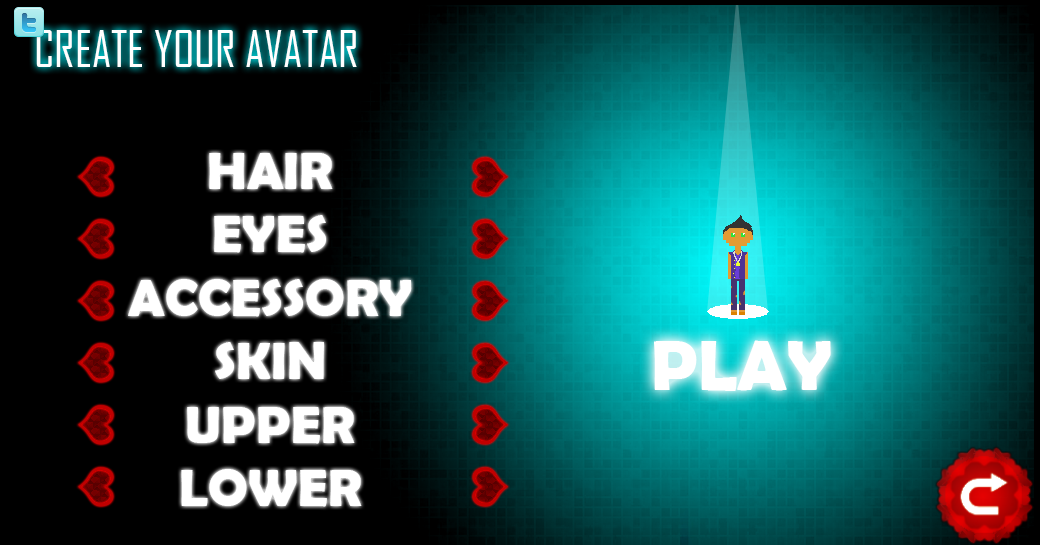 CREATE YOUR AVATAR
HAIR
EYES
ACCESSORY
SKIN
UPPER
LOWER
PLAY